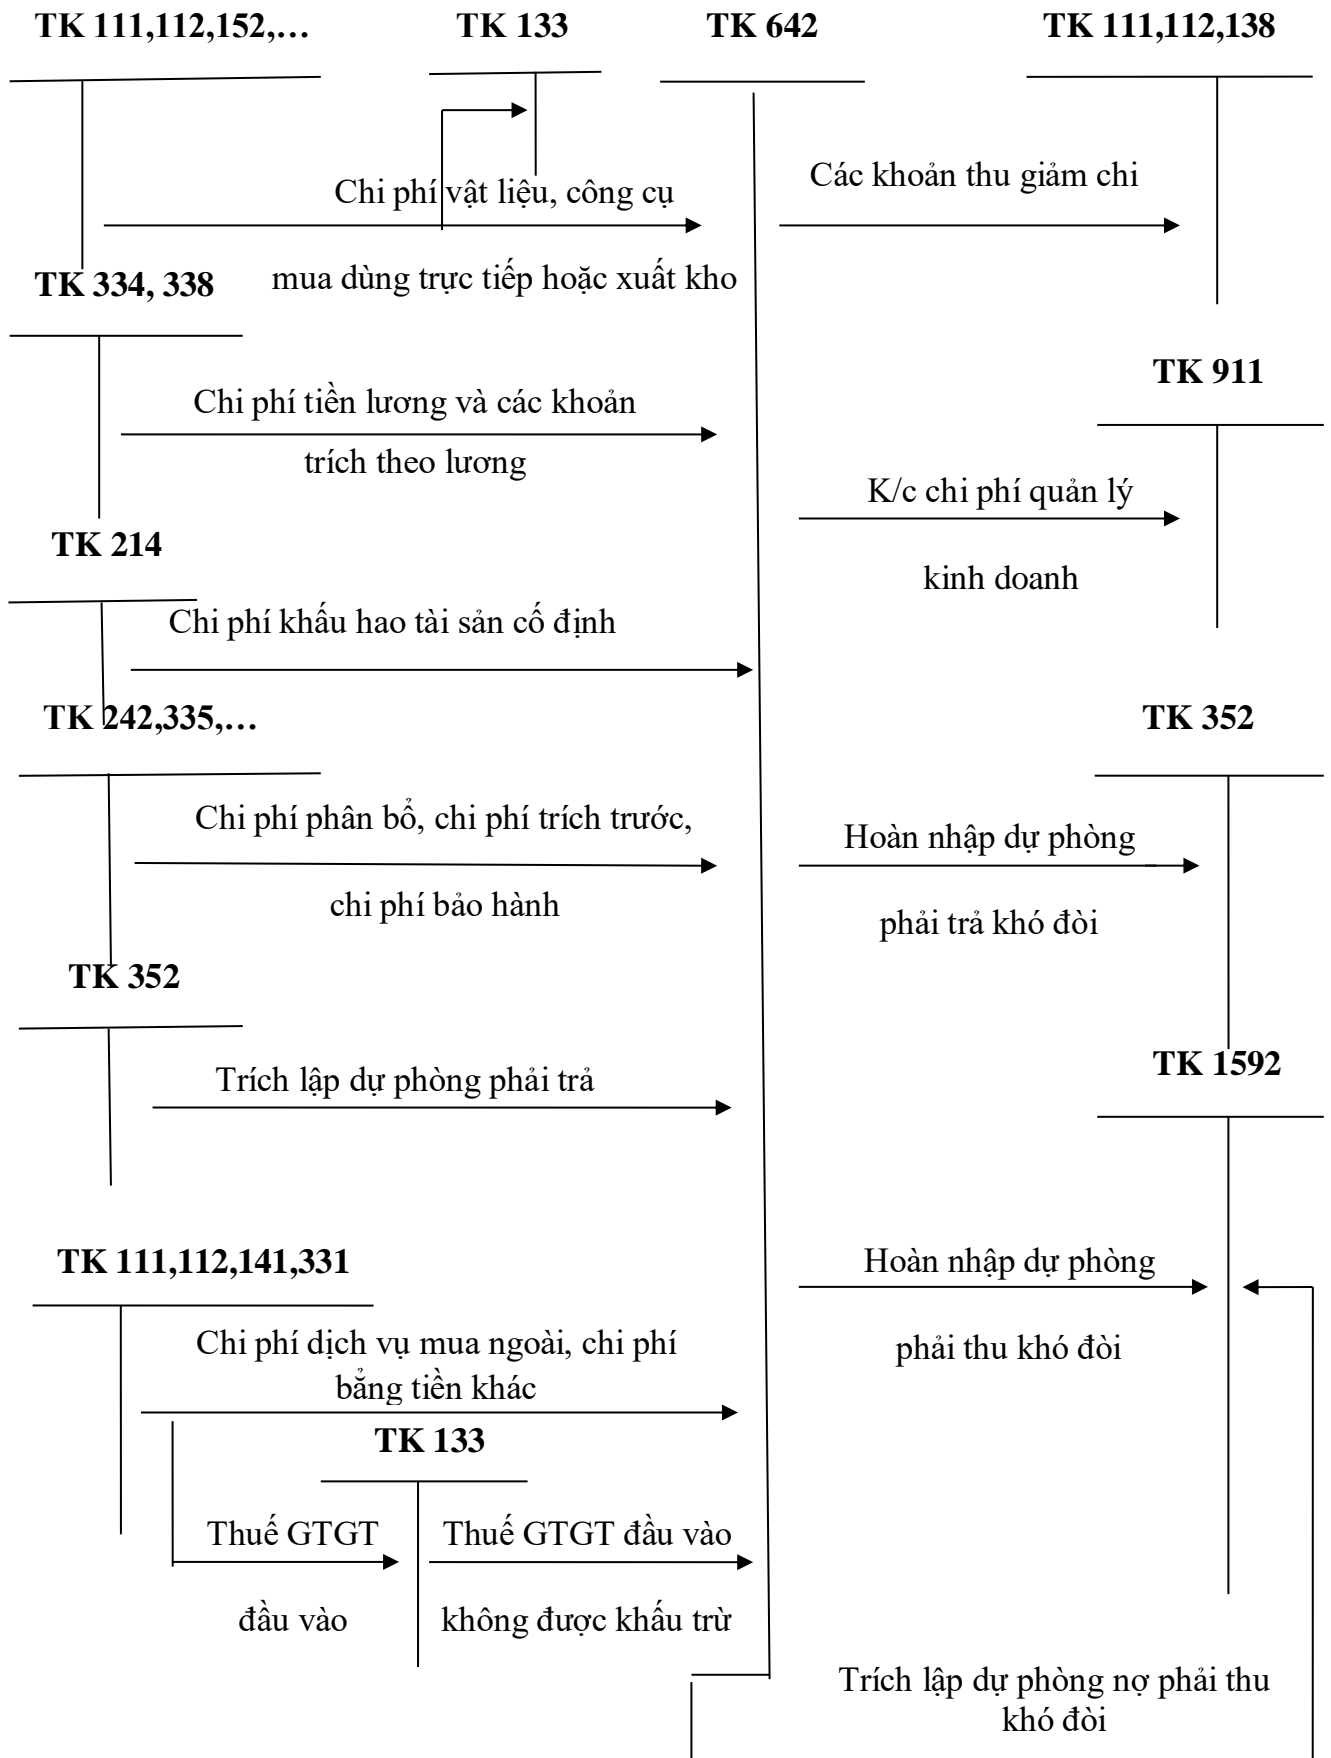 TK 111,112,152,… TK 133 TK 642 TK 111,112,138
Chi phí vật liệu, công cụ
Các khoản thu giảm chi
mua dùng trực tiếp hoặc xuất kho
TK 334, 338
TK 911
Chi phí tiền lương và các khoản
trích theo lương
K/c chi phí quản lý
kinh doanh
TK 214
Chi phí khấu hao tài sản cố định
TK 242,335,…
TK 352
Chi phí phân bổ, chi phí trích trước,
chi phí bảo hành
Hoàn nhập dự phòng
phải trả khó đòi
TK 352
TK 1592
Trích lập dự phòng phải trả
TK 111,112,141,331
Hoàn nhập dự phòng
phải thu khó đòi
Chi phí dịch vụ mua ngoài, chi phí
bằng tiền khác
TK 133
Thuế GTGT
đầu vào
Thuế GTGT đầu vào
không được khấu trừ
Trích lập dự phòng nợ phải thu
khó đòi